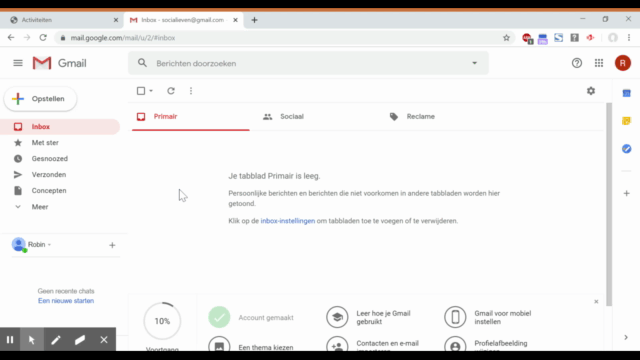 Activiteiten
Inbox - socialleven@gmail.com
mail.google.com/mail/u/2/#inbox
Gmail
Berichten doorzoeken
R
Opstellen
Inbox
Met ster
Gesnoozed
Verzonden
Concepten
Meer
Robin
Geen recente chats
Een nieuwe starten
Primair
Sociaal
Reclame
Je tabblad Primair is leeg.
Persoonlijke berichten en berichten die niet voorkomen in andere tabbladen worden hier
getoond.
Klik op de inbox-instellingen om tabbladen toe te voegen of te verwijderen.
10%
Voortgang
Account gemaakt
Leer hoe je Gmail
gebruikt
Gmail voor mobiel
instellen
Een thema kiezen
Contacten en e-mail
importeren
Profielafbeelding
wijzigen